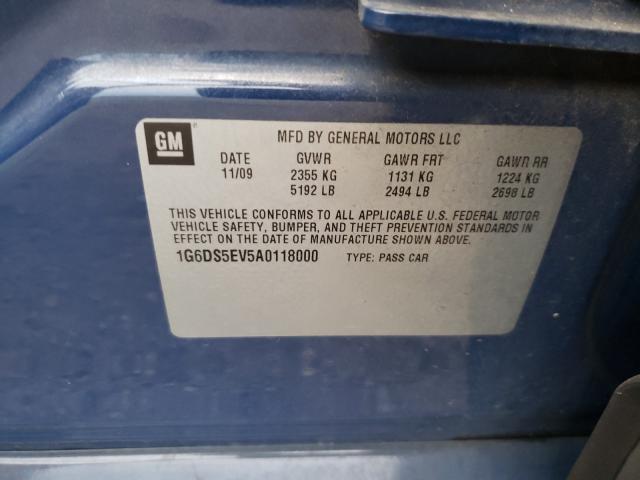 GM
MFD BY GENERAL MOTORS LLC
DATE GVWR GAWR FRT GAWR RR
11/09 2355 KG 1131 KG 1224 KG
5192 LB 2494 LB 2698 LB
THIS VEHICLE CONFORMS TO ALL APPLICABLE U.S. FEDERAL MOTOR
VEHICLE SAFETY, BUMPER, AND THEFT PREVENTION STANDARDS
IN EFFECT ON THE DATE OF MANUFACTURE SHOWN ABOVE.
1G6DS5EV5A0118000 TYPE: PASS CAR